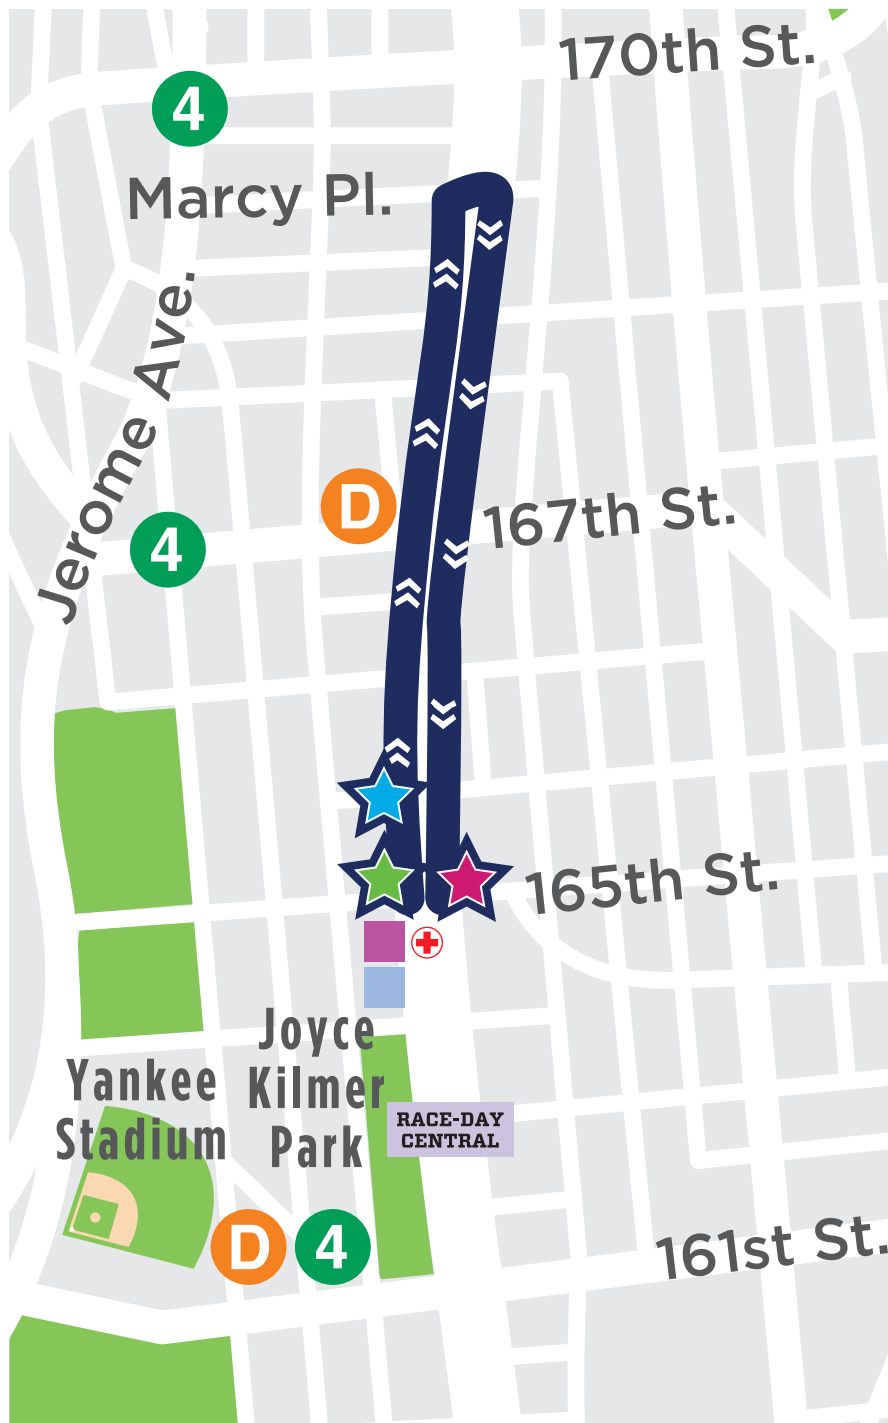 170th St.
4
Marcy Pl.
Jerome Ave.
D
167th St.
4
165th St.
Joyce
Kilmer
Park
Yankee
Stadium
RACE-DAY
CENTRAL
D
4
161st St.